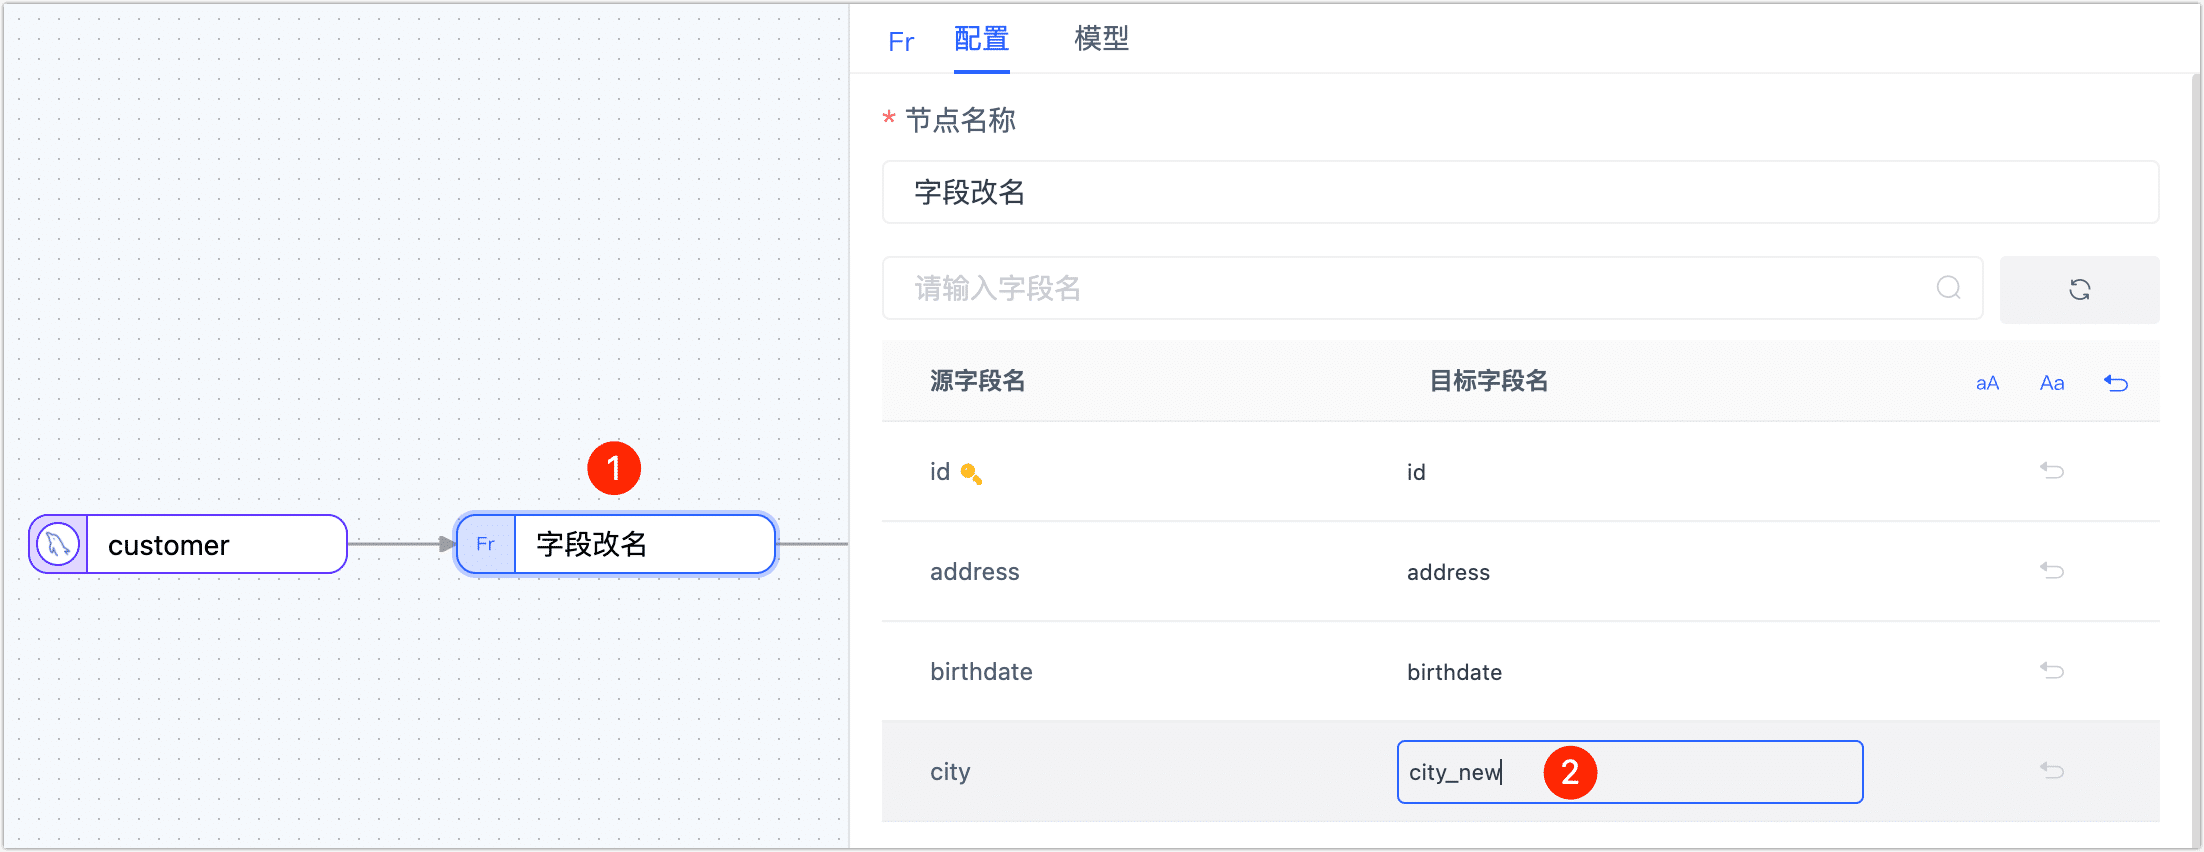 Fr 配置 模型
* 节点名称
字段改名
请输入字段名
源字段名 目标字段名 aA Aa
id id
1
customer Fr 字段改名
address address
birthdate birthdate
city city_new 2